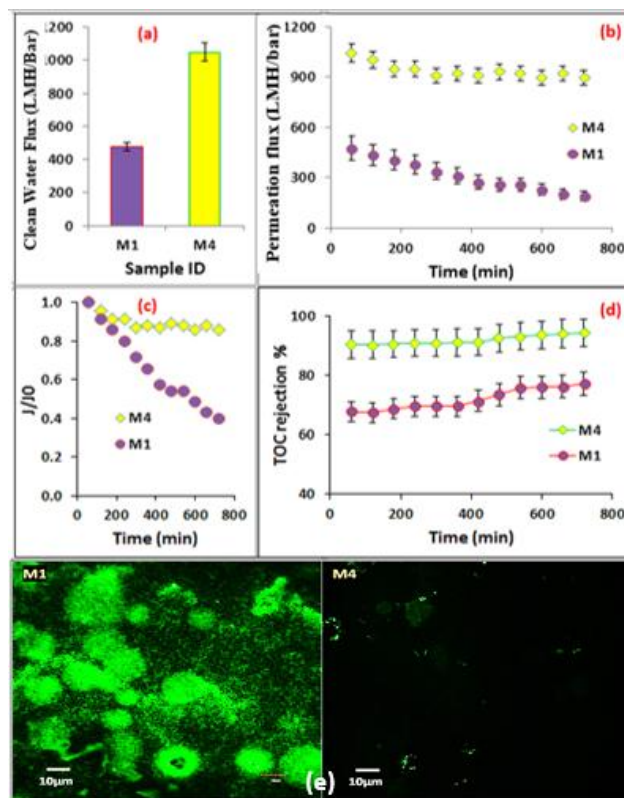 (a)
Clean Water Flux (LMH/Bar)
1200
1000
800
600
400
200
0
M1
M4
Sample ID
(b)
Permeation flux (LMH/bar)
1200
900
600
300
0
M4
M1
0
200
400
600
800
Time (min)
(c)
J/J0
1.0
0.8
0.6
0.4
0.2
0.0
M4
M1
0
200
400
600
800
Time (min)
(d)
TOC rejection %
100
80
60
40
M4
M1
0
200
400
600
800
Time (min)
M1
10µm
M4
10µm
(e)